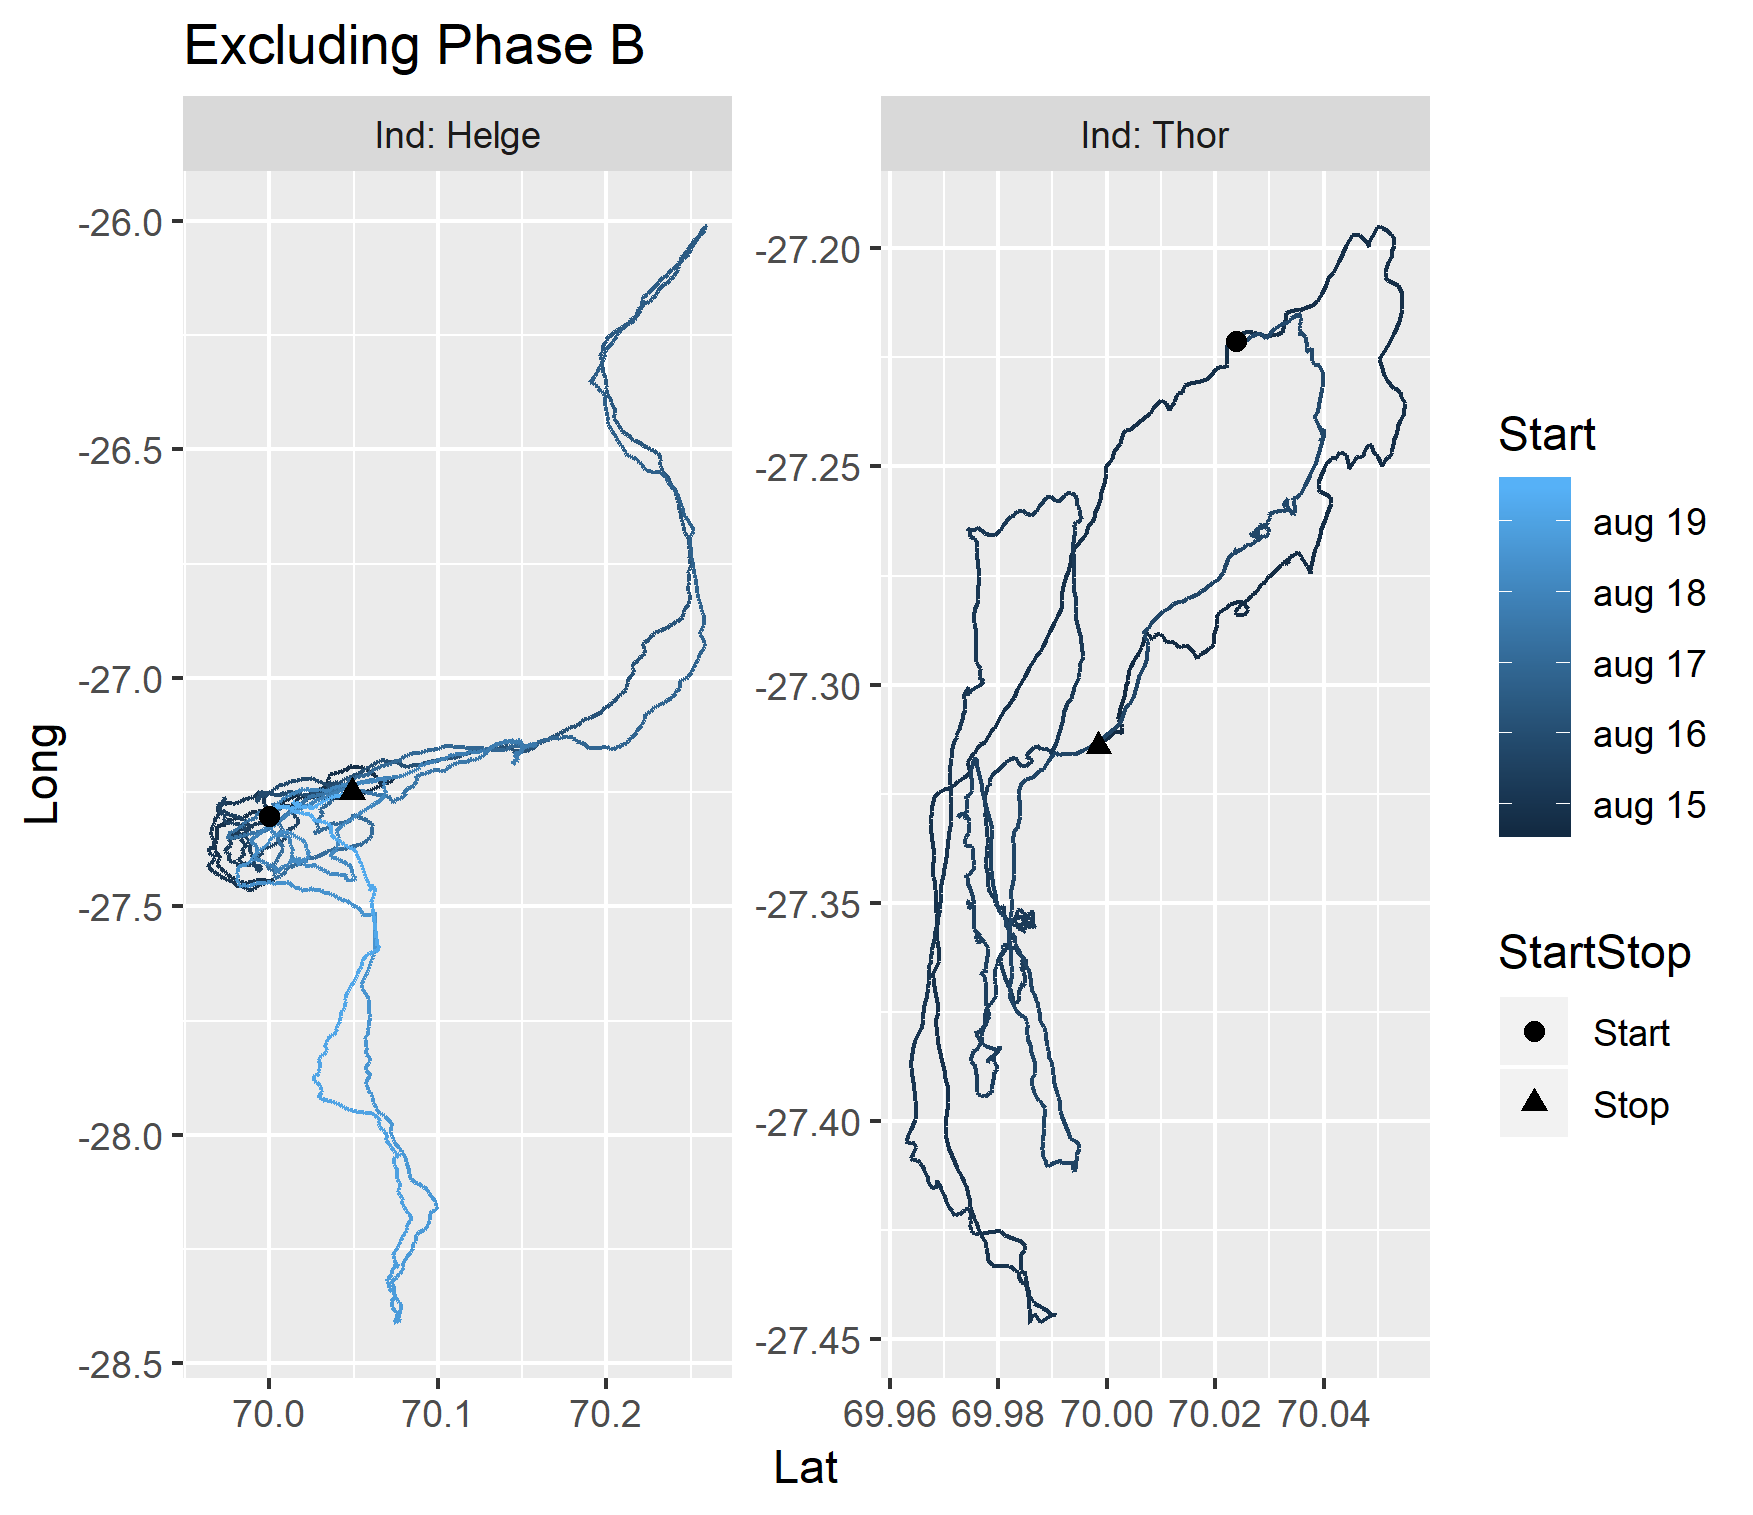 Excluding Phase B
Ind: Helge
Ind: Thor
-26.0
-26.5
-27.0
-27.5
-28.0
-28.5
-27.20
-27.25
-27.30
-27.35
-27.40
-27.45
70.0 70.1 70.2
69.96 69.98 70.00 70.02 70.04
Long
Lat
Start
aug 19
aug 18
aug 17
aug 16
aug 15
StartStop
Start
Stop